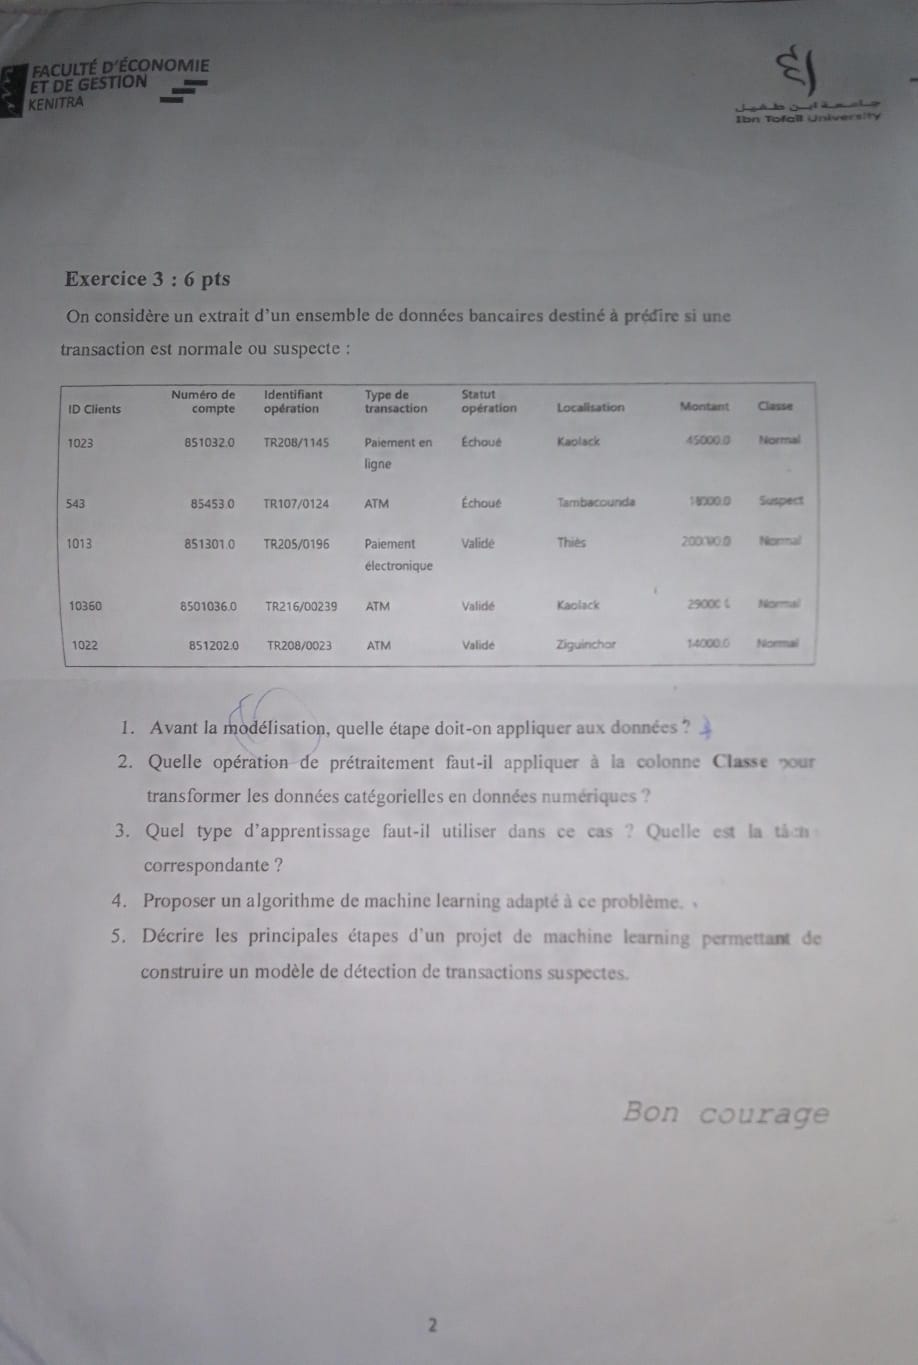 FACULTÉ D'ÉCONOMIE
ET DE GESTION
KENITRA
جامعة ابن طفيل
Ibn Tofail University
Exercice 3 : 6 pts
On considère un extrait d'un ensemble de données bancaires destiné à prédire si une
transaction est normale ou suspecte :
ID Clients Numéro de compte Identifiant opération Type de transaction Statut opération Localisation Montant Classe
1023 851032.0 TR208/1145 Paiement en ligne Échoué Kaolack 45000.0 Normal
543 85453.0 TR107/0124 ATM Échoué Tambacounda 18000.0 Suspect
1013 851301.0 TR205/0196 Paiement électronique Validé Thiès Normal
10360 8501036.0 TR216/00239 ATM Validé Kaolack Normal
1022 851202.0 TR208/0023 ATM Validé Ziguinchor 14000.0 Normal
1. Avant la modélisation, quelle étape doit-on appliquer aux données ?
2. Quelle opération de prétraitement faut-il appliquer à la colonne Classe pour
transformer les données catégorielles en données numériques ?
3. Quel type d'apprentissage faut-il utiliser dans ce cas ? Quelle est la
correspondante ?
4. Proposer un algorithme de machine learning adapté à ce problème.
5. Décrire les principales étapes d'un projet de machine learning permettant de
construire un modèle de détection de transactions suspectes.
Bon courage
2